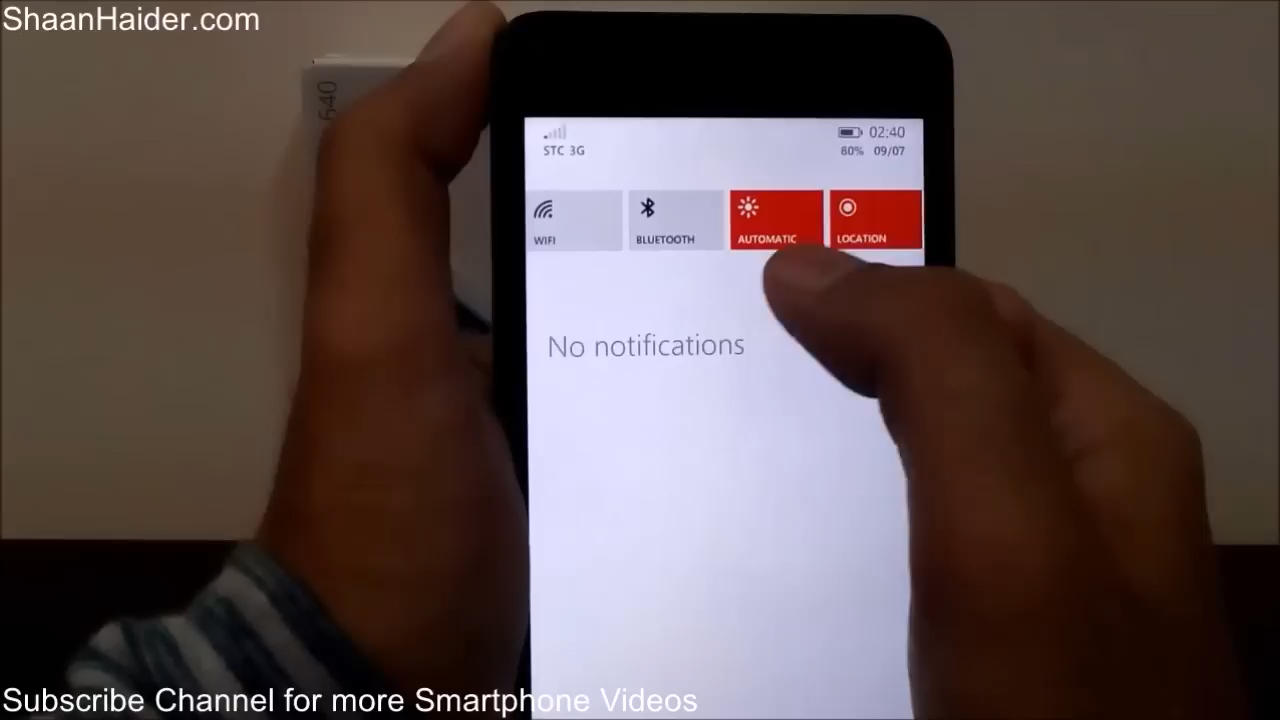 ShaanHaider.com
640
02:40
STC 3G
80% 09/07
WIFI
BLUETOOTH
AUTOMATIC
LOCATION
No notifications
Subscribe Channel for more Smartphone Videos